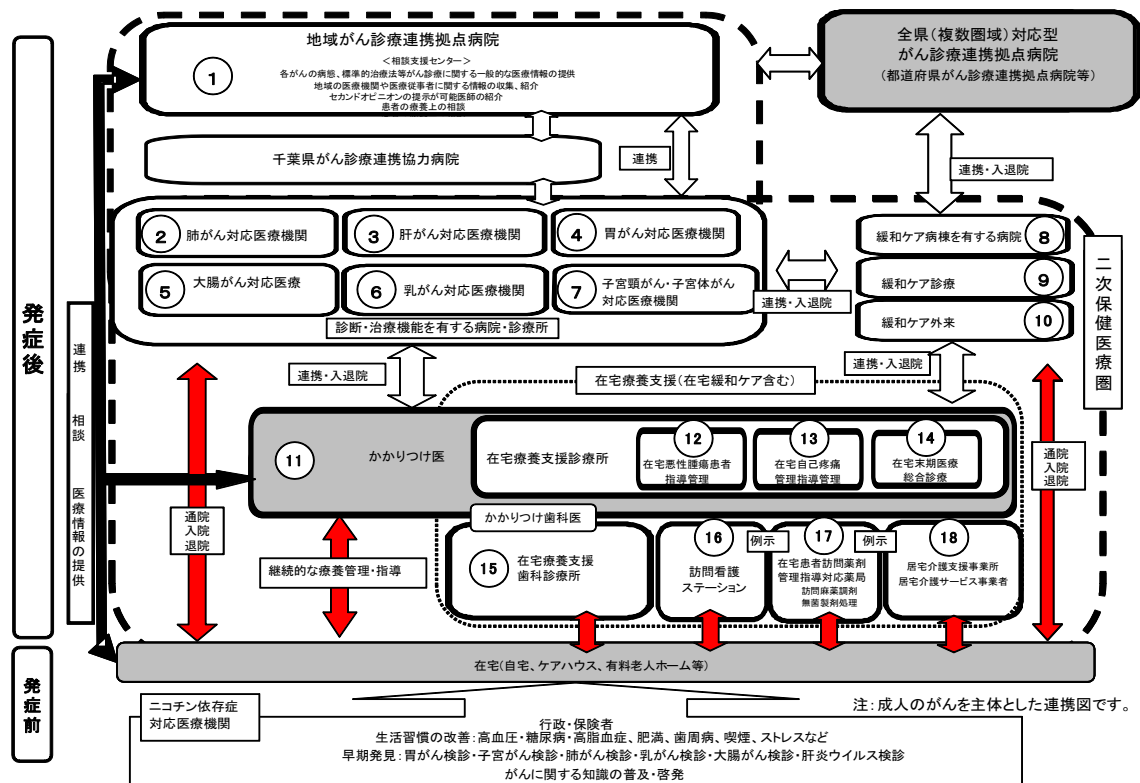 地域がん診療連携拠点病院
①
＜相談支援センター＞
各がんの病態、標準的治療法等がん診療に関する一般的な医療情報の提供
地域の医療機関や医療従事者に関する情報の収集、紹介
セカンドオピニオンの提示が可能医師の紹介
患者の療養上の相談
全県（複数圏域）対応型
がん診療連携拠点病院
（都道府県がん診療連携拠点病院等）
千葉県がん診療連携協力病院
連携
連携・入退院
② 肺がん対応医療機関
③ 肝がん対応医療機関
④ 胃がん対応医療機関
⑤ 大腸がん対応医療
⑥ 乳がん対応医療機関
⑦ 子宮頸がん・子宮体がん
対応医療機関
診断・治療機能を有する病院・診療所
連携・入退院
緩和ケア病棟を有する病院 ⑧
緩和ケア診療 ⑨
緩和ケア外来 ⑩
二次保健医療圏
発症後
連携 相談 医療情報の提供
連携・入退院
連携・入退院
在宅療養支援（在宅緩和ケア含む）
⑪ かかりつけ医
在宅療養支援診療所
⑫
在宅悪性腫瘍患者
指導管理
⑬
在宅自己疼痛
管理指導管理
⑭
在宅末期医療
総合診療
通院
入院
退院
通院
入院
退院
かかりつけ歯科医
⑮ 在宅療養支援
歯科診療所
⑯
訪問看護
ステーション
例示
⑰
在宅患者訪問薬剤
管理指導対応薬局
訪問麻薬調剤
無菌製剤処理
例示
⑱
居宅介護支援事業所
居宅介護サービス事業者
継続的な療養管理・指導
在宅（自宅、ケアハウス、有料老人ホーム等）
発症前
ニコチン依存症
対応医療機関
注：成人のがんを主体とした連携図です。
行政・保険者
生活習慣の改善：高血圧・糖尿病・高脂血症、肥満、歯周病、喫煙、ストレスなど
早期発見：胃がん検診・子宮がん検診・肺がん検診・乳がん検診・大腸がん検診・肝炎ウイルス検診
がんに関する知識の普及・啓発